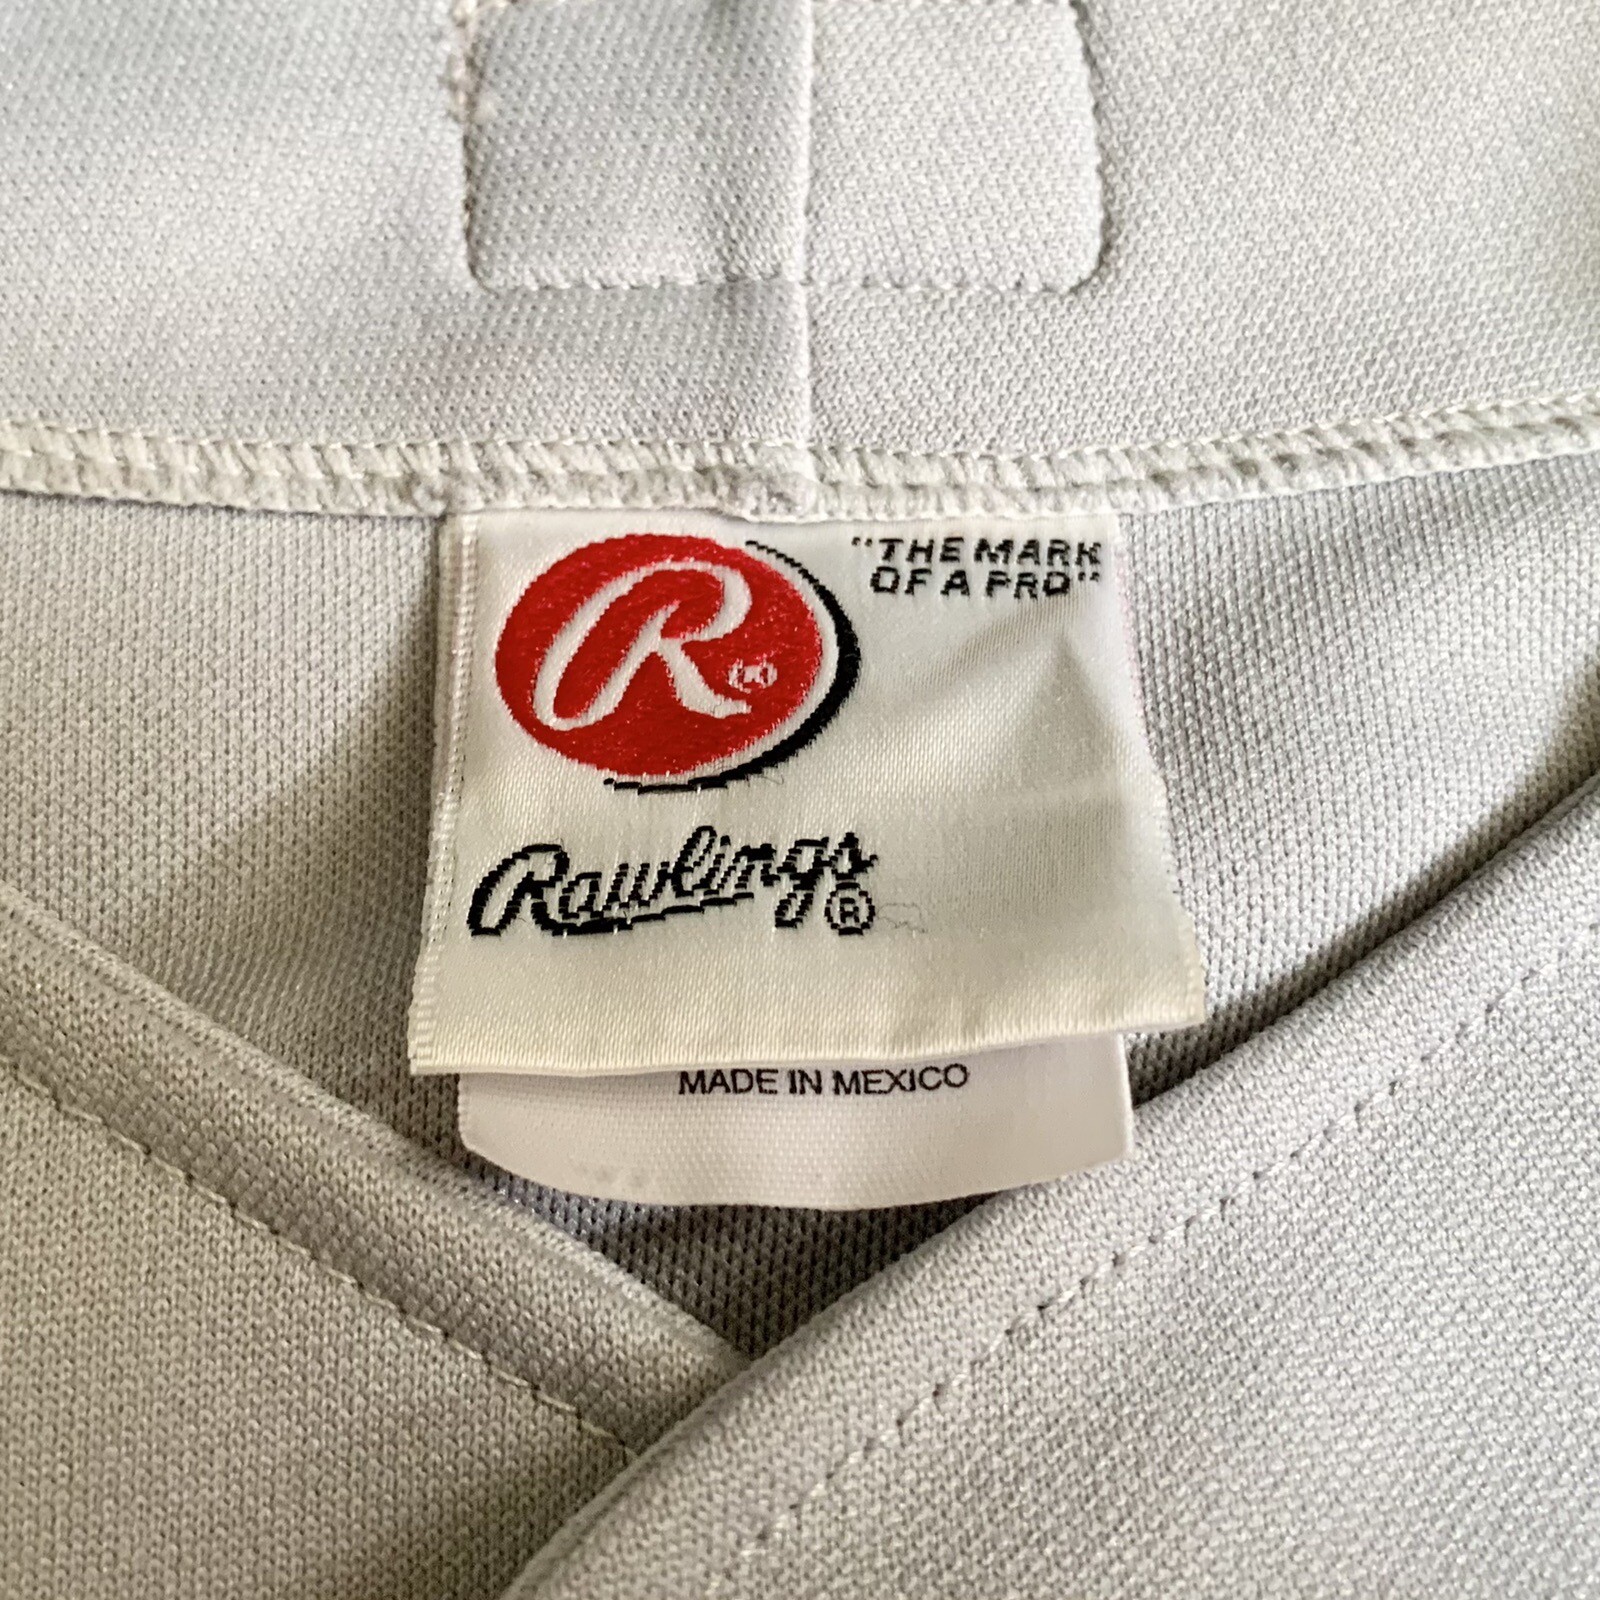 "THE MARK
OF A PRO"
R®
Rawlings®
MADE IN MEXICO